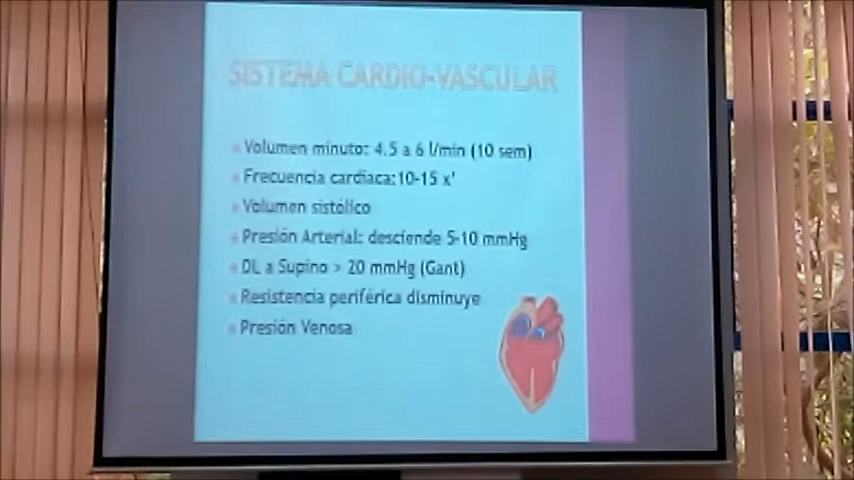 SISTEMA CARDIO-VASCULAR
Volumen minuto: 4.5 a 6 l/min (10 sem)
Frecuencia cardiaca:10-15 x'
Volumen sistólico
Presión Arterial: desciende 5-10 mmHg
DL a Supino > 20 mmHg (Gant)
Resistencia periférica disminuye
Presión Venosa